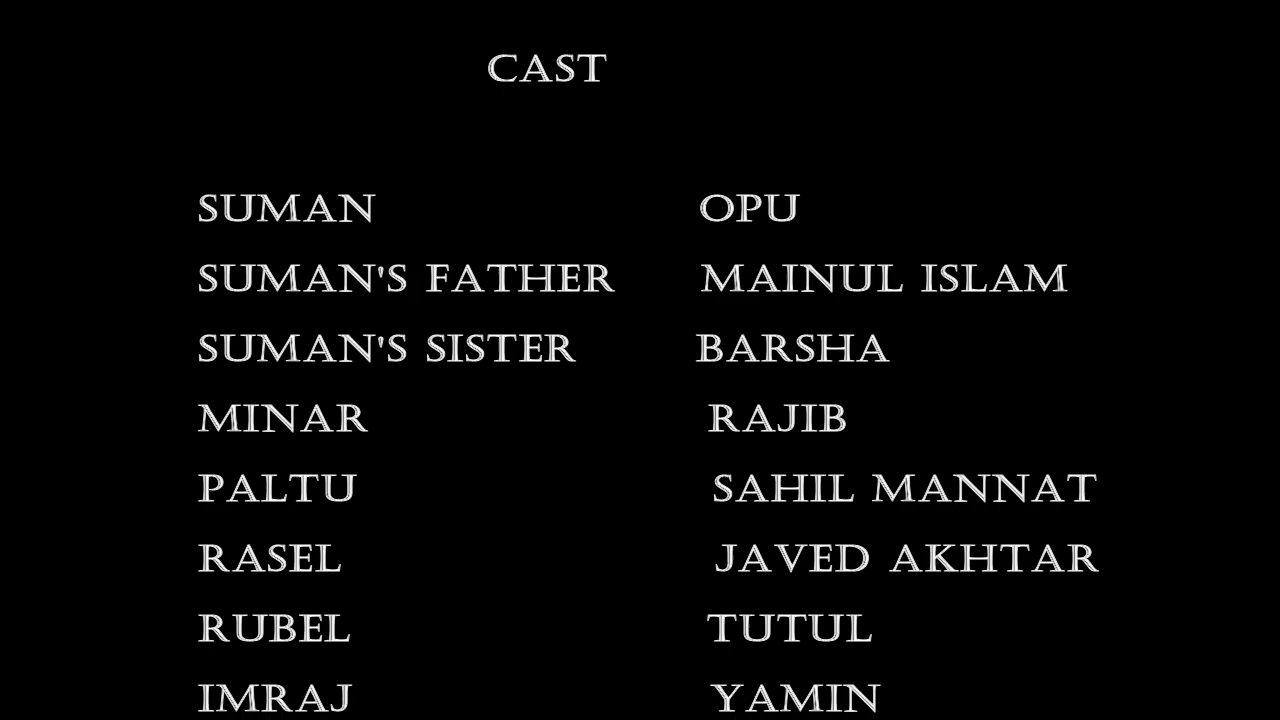 CAST
SUMAN OPU
SUMAN'S FATHER MAINUL ISLAM
SUMAN'S SISTER BARSHA
MINAR RAJIB
PALTU SAHIL MANNAT
RASEL JAVED AKHTAR
RUBEL TUTUL
IMRAJ YAMIN